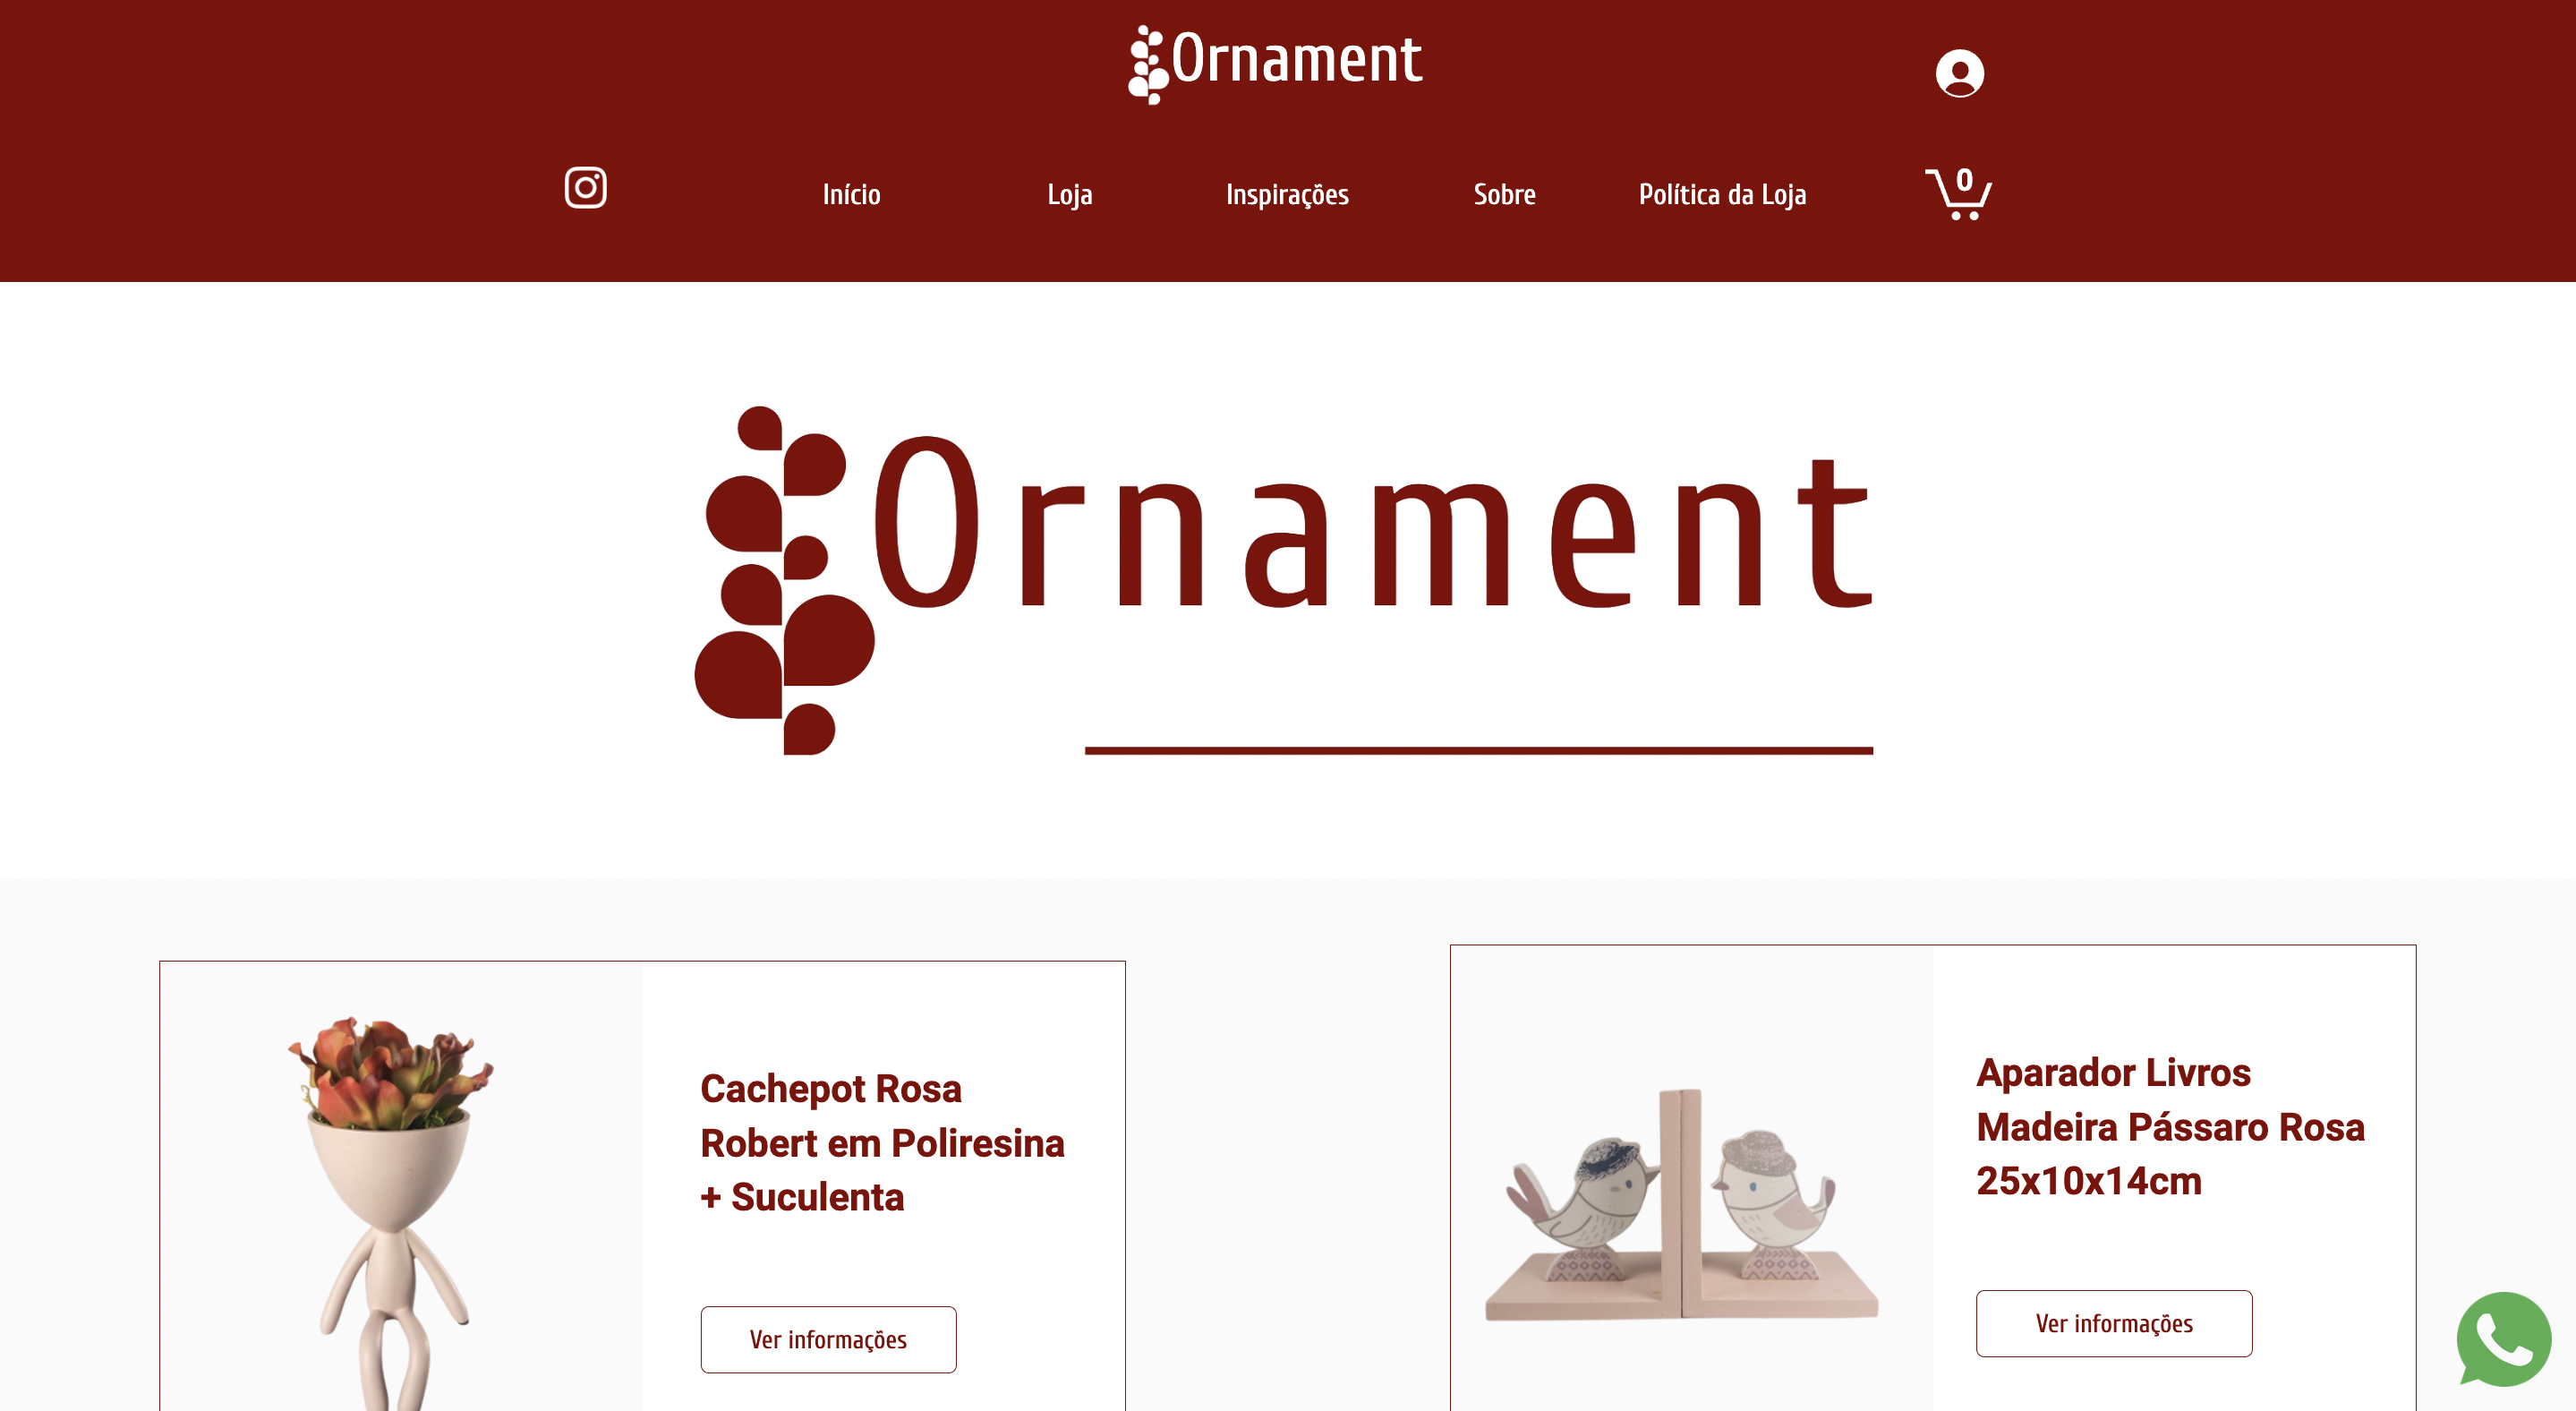 Ornament
Início Loja Inspirações Sobre Política da Loja 0
Ornament
Cachepot Rosa
Robert em Poliresina
+ Suculenta
Ver informações
Aparador Livros
Madeira Pássaro Rosa
25x10x14cm
Ver informações